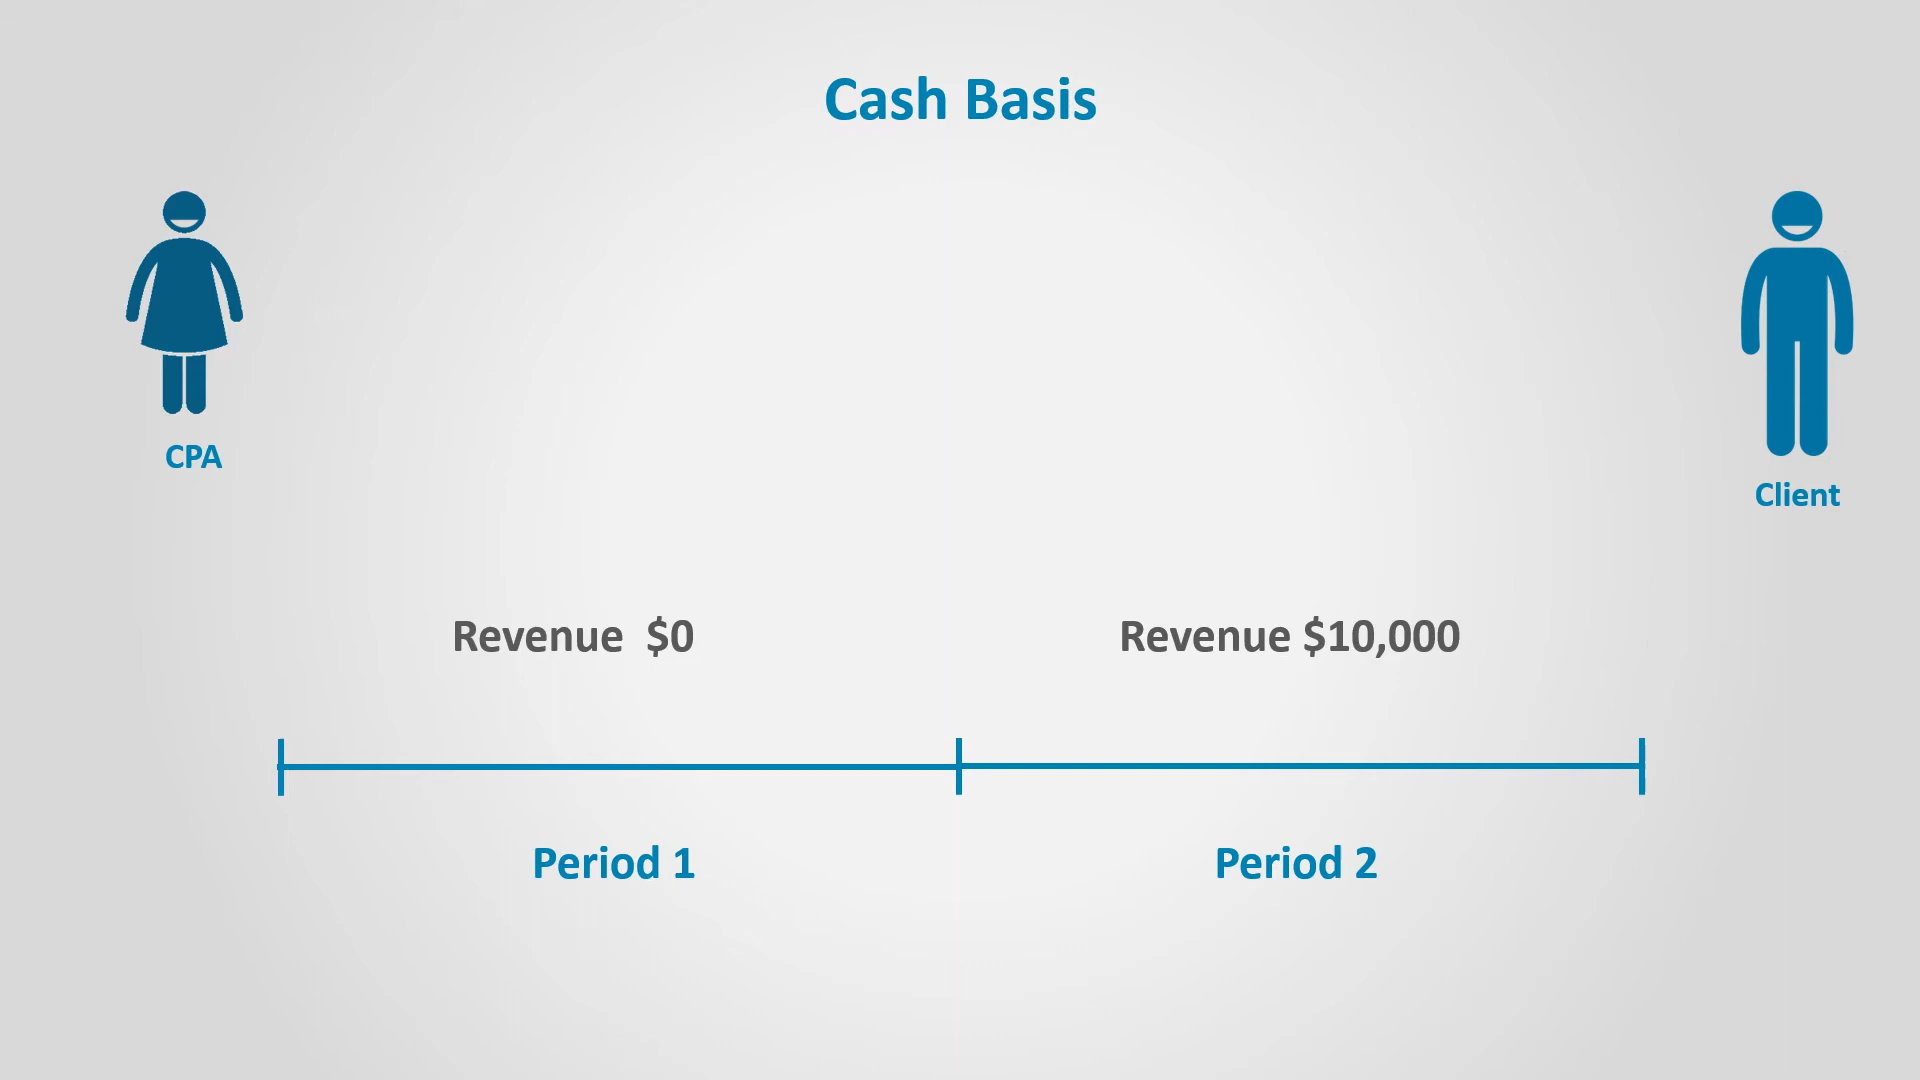 Cash Basis
CPA
Client
Revenue  $0
Revenue $10,000
Period 1
Period 2